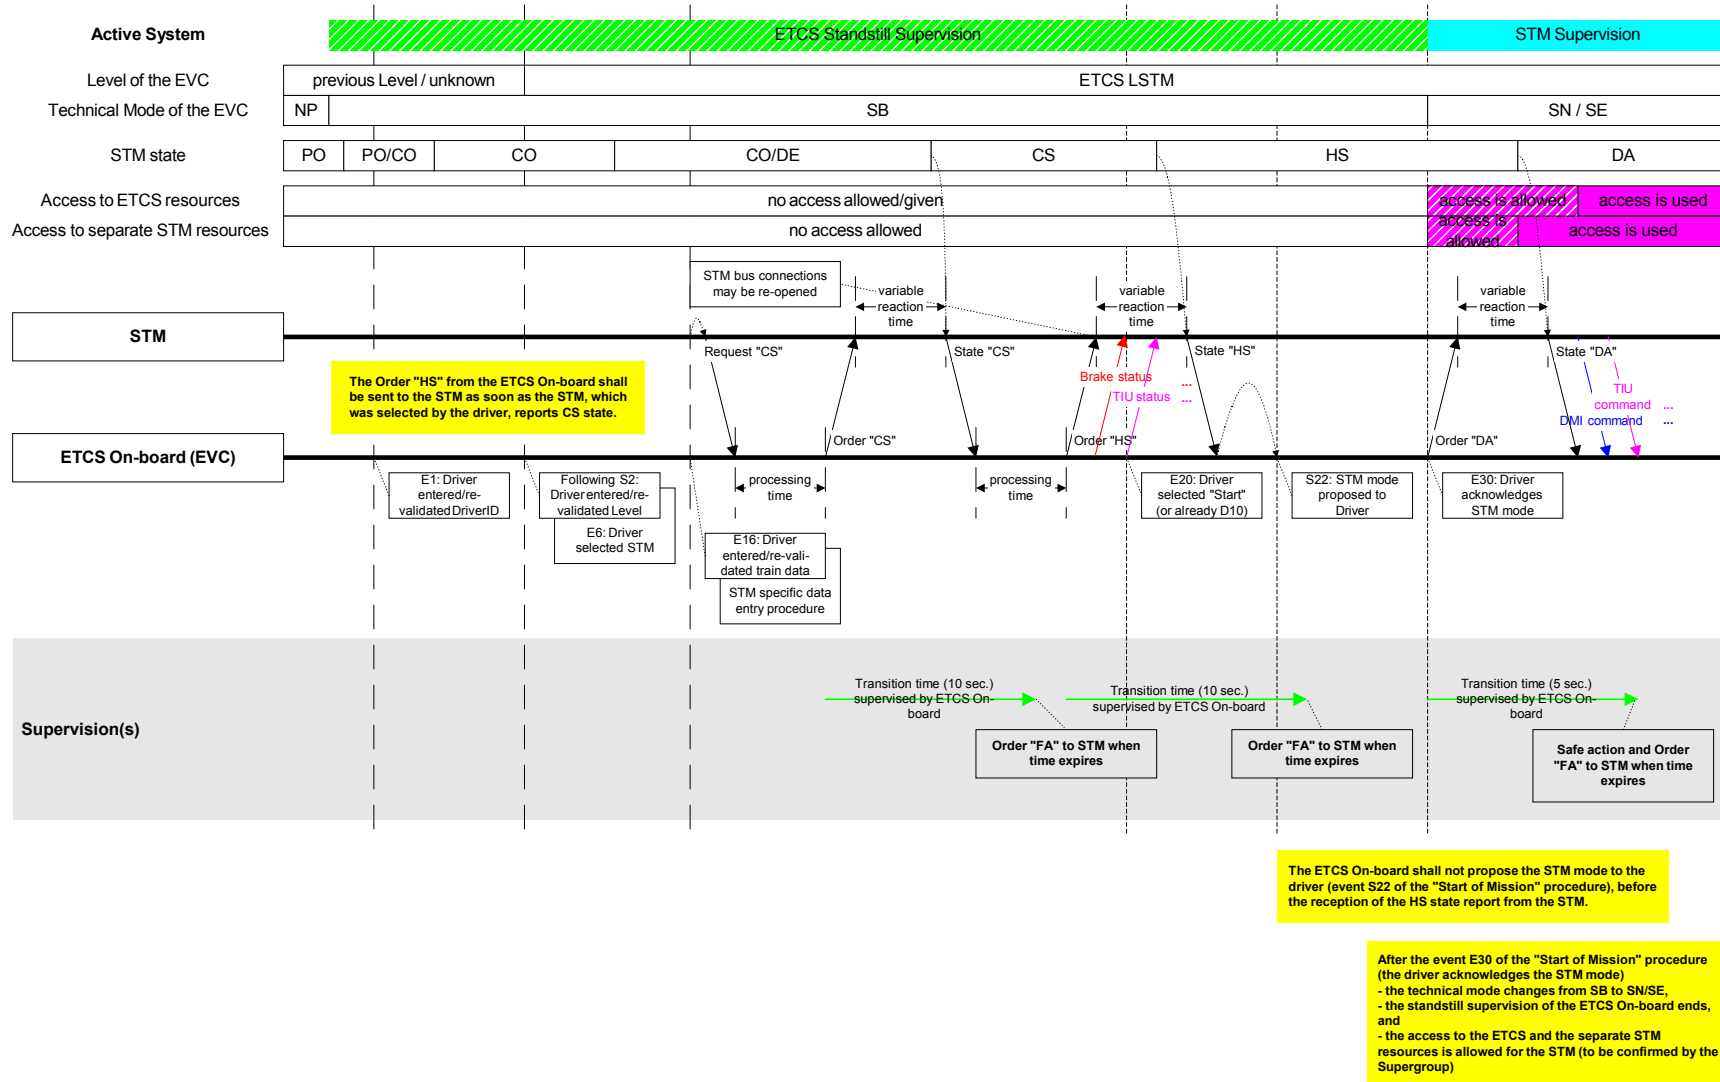 Active System
ETCS Standstill Supervision
STM Supervision
Level of the EVC
previous Level / unknown
ETCS LSTM
Technical Mode of the EVC
NP
SB
SN / SE
STM state
PO
PO/CO
CO
CO/DE
CS
HS
DA
Access to ETCS resources
no access allowed/given
access is allowed
access is used
Access to separate STM resources
no access allowed
access is
allowed
access is used
STM bus connections
may be re-opened
variable
reaction
time
variable
reaction
time
variable
reaction
time
STM
Request "CS"
State "CS"
State "HS"
State "DA"
The Order "HS" from the ETCS On-board shall
be sent to the STM as soon as the STM, which
was selected by the driver, reports CS state.
Brake status
...
TIU status
...
TIU
command
...
DMI command
...
Order "CS"
Order "HS"
Order "DA"
ETCS On-board (EVC)
E1: Driver
entered/re-
validated DriverID
Following S2:
Driver entered/re-
validated Level
E6: Driver
selected STM
processing
time
processing
time
E16: Driver
entered/re-vali-
dated train data
STM specific data
entry procedure
E20: Driver
selected "Start"
(or already D10)
S22: STM mode
proposed to
Driver
E30: Driver
acknowledges
STM mode
Supervision(s)
Transition time (10 sec.)
supervised by ETCS On-
board
Transition time (10 sec.)
supervised by ETCS On-board
Transition time (5 sec.)
supervised by ETCS On-
board
Order "FA" to STM when
time expires
Order "FA" to STM when
time expires
Safe action and Order
"FA" to STM when time
expires
The ETCS On-board shall not propose the STM mode to the
driver (event S22 of the "Start of Mission" procedure), before
the reception of the HS state report from the STM.
After the event E30 of the "Start of Mission" procedure
(the driver acknowledges the STM mode)
- the technical mode changes from SB to SN/SE,
- the standstill supervision of the ETCS On-board ends,
and
- the access to the ETCS and the separate STM
resources is allowed for the STM (to be confirmed by the
Supergroup)